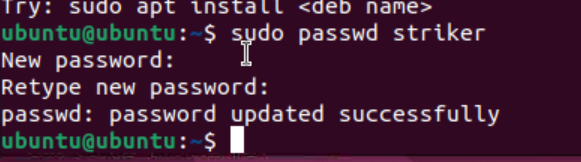 Try: sudo apt install <deb name>
ubuntu@ubuntu:~$ sudo passwd striker
New password:
Retype new password:
passwd: password updated successfully
ubuntu@ubuntu:~$